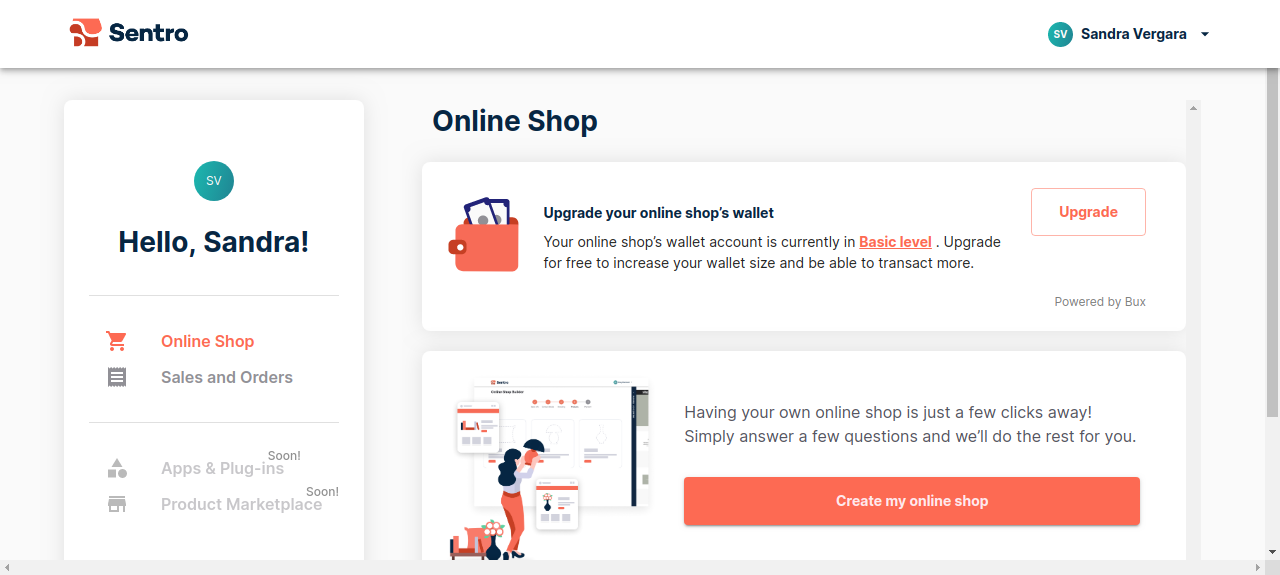 Sentro
SV Sandra Vergara
SV
Hello, Sandra!
Online Shop
Sales and Orders
Soon!
Apps & Plug-ins
Soon!
Product Marketplace
Online Shop
Upgrade your online shop’s wallet
Your online shop’s wallet account is currently in Basic level . Upgrade
for free to increase your wallet size and be able to transact more.
Upgrade
Powered by Bux
Sentro
Online Shop Builder
Having your own online shop is just a few clicks away!
Simply answer a few questions and we’ll do the rest for you.
Create my online shop